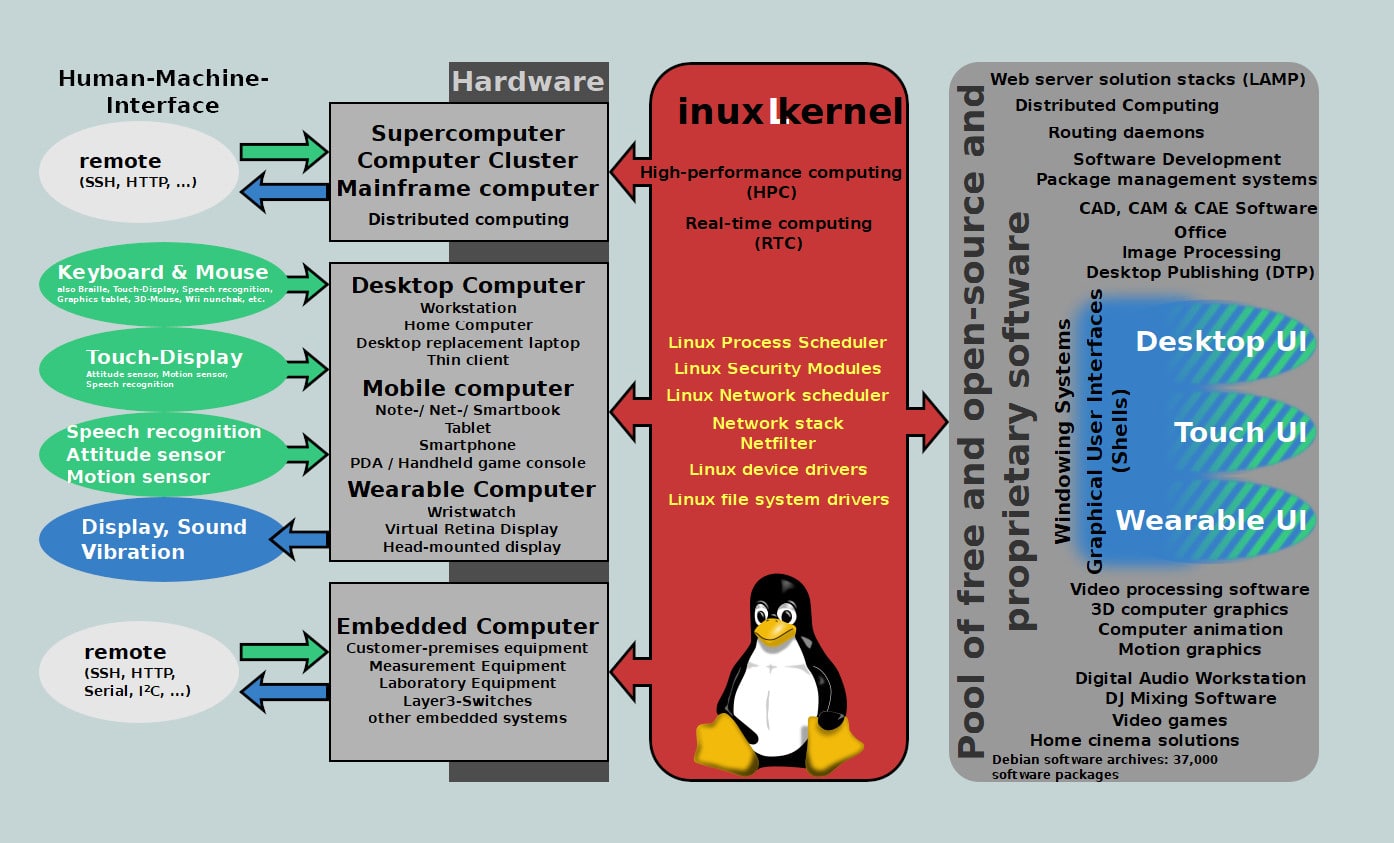 Human-Machine-
Interface
remote
(SSH, HTTP, ...)
Keyboard & Mouse
also Braille, Touch-Display, Speech recognition,
Graphics tablet, 3D-Mouse, Wii nunchak, etc.
Touch-Display
Attitude sensor, Motion sensor,
Speech recognition
Speech recognition
Attitude sensor
Motion sensor
Display, Sound
Vibration
remote
(SSH, HTTP,
Serial, I²C, ...)
Hardware
Supercomputer
Computer Cluster
Mainframe computer
Distributed computing
Desktop Computer
Workstation
Home Computer
Desktop replacement laptop
Thin client
Mobile computer
Note-/ Net-/ Smartbook
Tablet
Smartphone
PDA / Handheld game console
Wearable Computer
Wristwatch
Virtual Retina Display
Head-mounted display
Embedded Computer
Customer-premises equipment
Measurement Equipment
Laboratory Equipment
Layer3-Switches
other embedded systems
inux Lkernel
High-performance computing
(HPC)
Real-time computing
(RTC)
Linux Process Scheduler
Linux Security Modules
Linux Network scheduler
Network stack
Netfilter
Linux device drivers
Linux file system drivers
Pool of free and open-source and
proprietary software
Web server solution stacks (LAMP)
Distributed Computing
Routing daemons
Software Development
Package management systems
CAD, CAM & CAE Software
Office
Image Processing
Desktop Publishing (DTP)
Windowing Systems
Graphical User Interfaces
(Shells)
Desktop UI
Touch UI
Wearable UI
Video processing software
3D computer graphics
Computer animation
Motion graphics
Digital Audio Workstation
DJ Mixing Software
Video games
Home cinema solutions
Debian software archives: 37,000
software packages